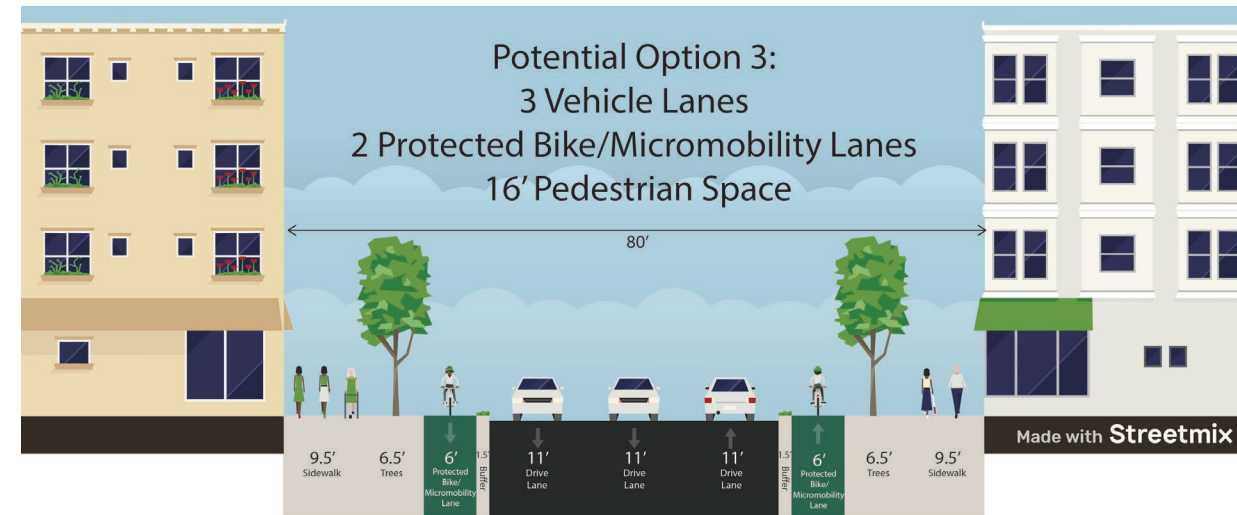 Potential Option 3:
3 Vehicle Lanes
2 Protected Bike/Micromobility Lanes
16’ Pedestrian Space
80’
Made with Streetmix
9.5’
Sidewalk
6.5’
Trees
6’
Protected
Bike/
Micromobility
Lane
1.5’
Buffer
11’
Drive
Lane
11’
Drive
Lane
11’
Drive
Lane
1.5’
Buffer
6’
Protected
Bike/
Micromobility
Lane
6.5’
Trees
9.5’
Sidewalk